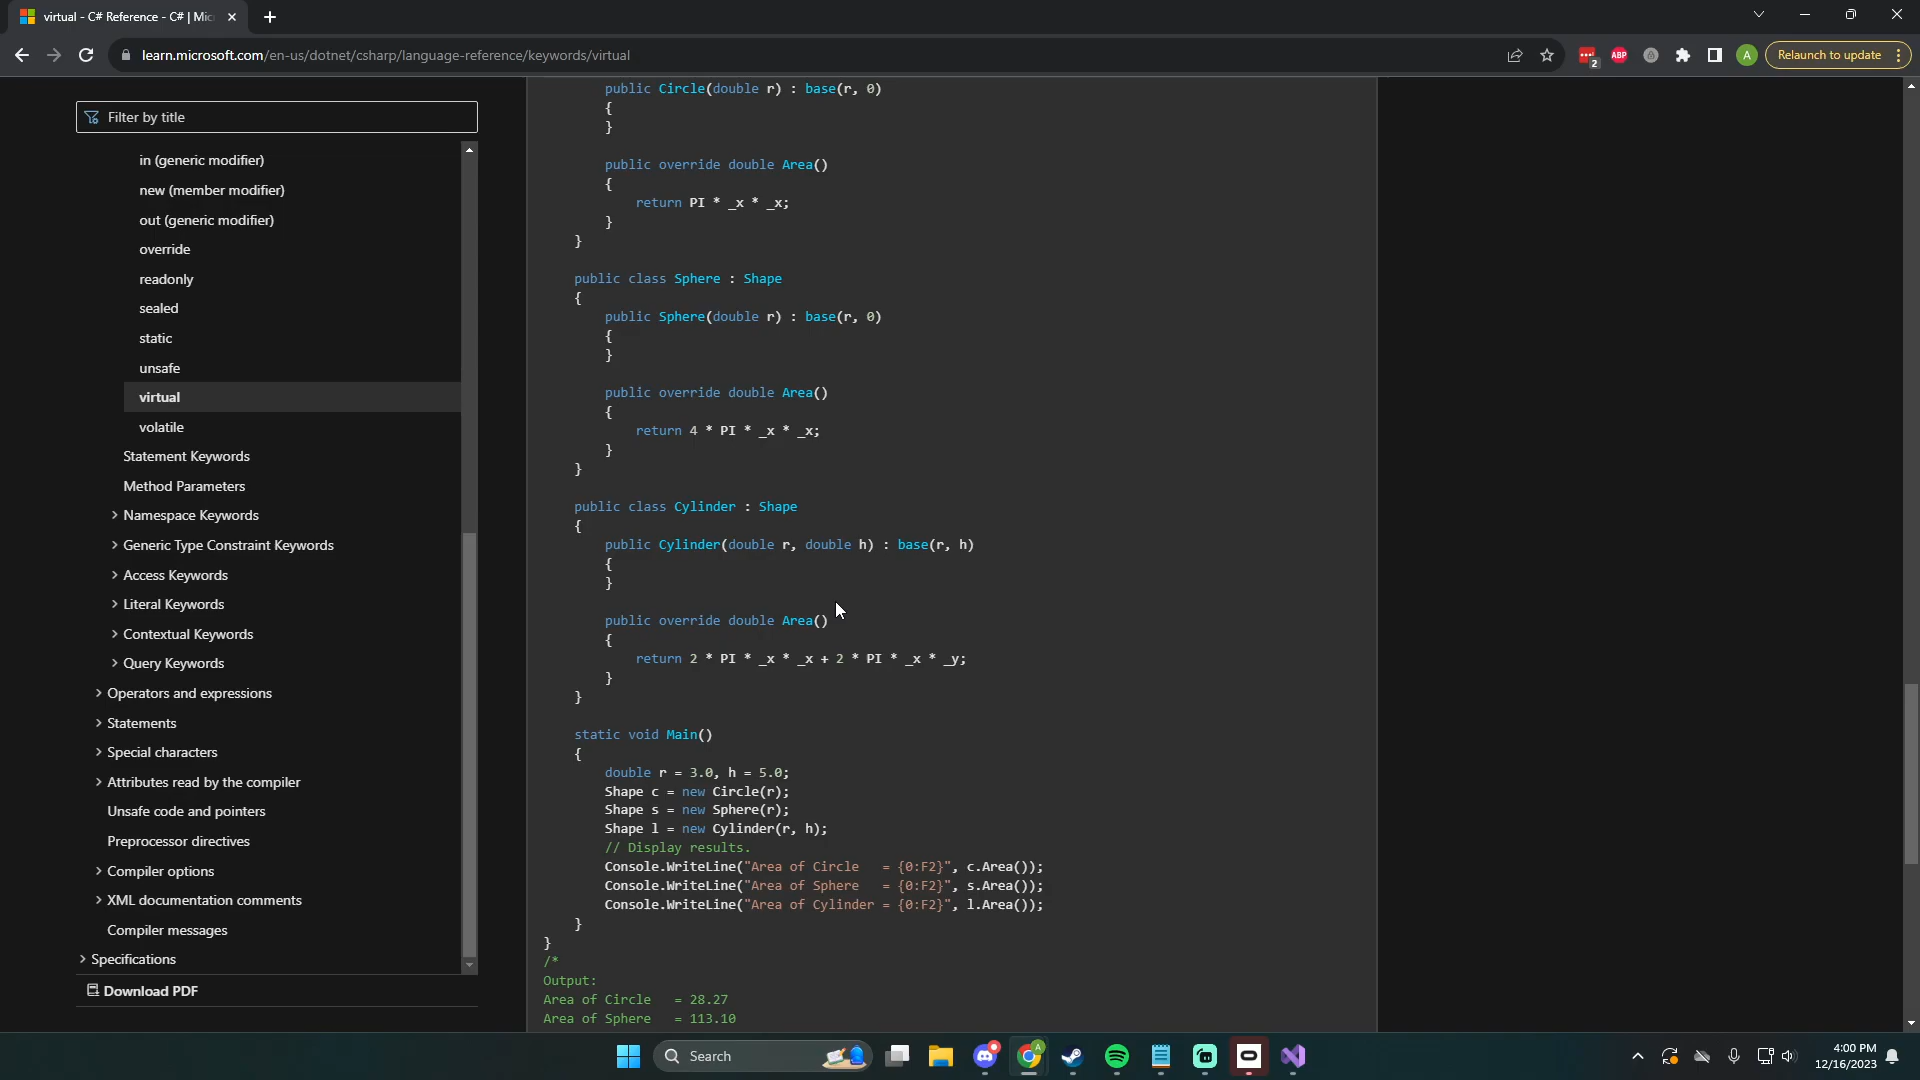 virtual - C# Reference - C# | Mic
learn.microsoft.com/en-us/dotnet/csharp/language-reference/keywords/virtual
2
ABP
A
Relaunch to update
Filter by title
in (generic modifier)
new (member modifier)
out (generic modifier)
override
readonly
sealed
static
unsafe
virtual
volatile
Statement Keywords
Method Parameters
Namespace Keywords
Generic Type Constraint Keywords
Access Keywords
Literal Keywords
Contextual Keywords
Query Keywords
Operators and expressions
Statements
Special characters
Attributes read by the compiler
Unsafe code and pointers
Preprocessor directives
Compiler options
XML documentation comments
Compiler messages
Specifications
Download PDF
public Circle(double r) : base(r, 0)
{
}
public override double Area()
{
return PI * _x * _x;
}
}
public class Sphere : Shape
{
public Sphere(double r) : base(r, 0)
{
}
public override double Area()
{
return 4 * PI * _x * _x;
}
}
public class Cylinder : Shape
{
public Cylinder(double r, double h) : base(r, h)
{
}
public override double Area()
{
return 2 * PI * _x * _x + 2 * PI * _x * _y;
}
}
static void Main()
{
double r = 3.0, h = 5.0;
Shape c = new Circle(r);
Shape s = new Sphere(r);
Shape l = new Cylinder(r, h);
// Display results.
Console.WriteLine("Area of Circle   = {0:F2}", c.Area());
Console.WriteLine("Area of Sphere   = {0:F2}", s.Area());
Console.WriteLine("Area of Cylinder = {0:F2}", l.Area());
}
}
/*
Output:
Area of Circle   = 28.27
Area of Sphere   = 113.10
Search
A
4:00 PM
12/16/2023